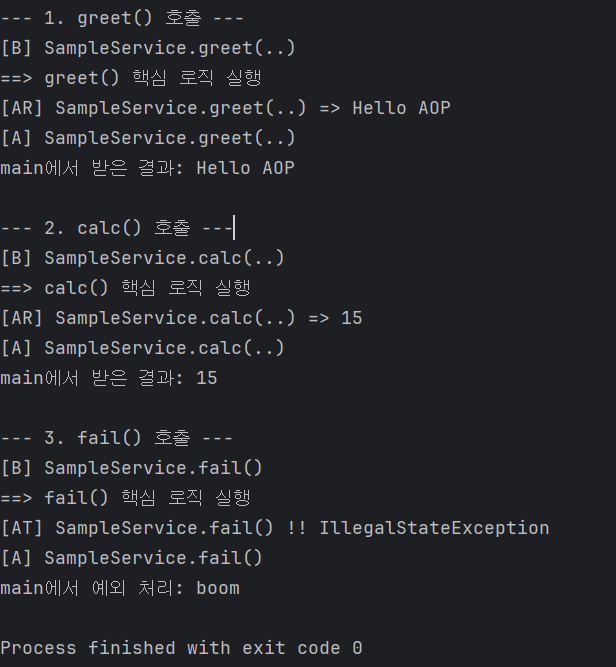 --- 1. greet() 호출 ---
[B] SampleService.greet(..)
==> greet() 핵심 로직 실행
[AR] SampleService.greet(..) => Hello AOP
[A] SampleService.greet(..)
main에서 받은 결과: Hello AOP
--- 2. calc() 호출 ---
[B] SampleService.calc(..)
==> calc() 핵심 로직 실행
[AR] SampleService.calc(..) => 15
[A] SampleService.calc(..)
main에서 받은 결과: 15
--- 3. fail() 호출 ---
[B] SampleService.fail()
==> fail() 핵심 로직 실행
[AT] SampleService.fail() !! IllegalStateException
[A] SampleService.fail()
main에서 예외 처리: boom
Process finished with exit code 0